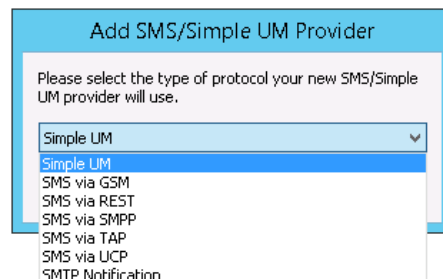 Add SMS/Simple UM Provider
Please select the type of protocol your new SMS/Simple
UM provider will use.
Simple UM
Simple UM
SMS via GSM
SMS via REST
SMS via SMPP
SMS via TAP
SMS via UCP
SMTP Notification